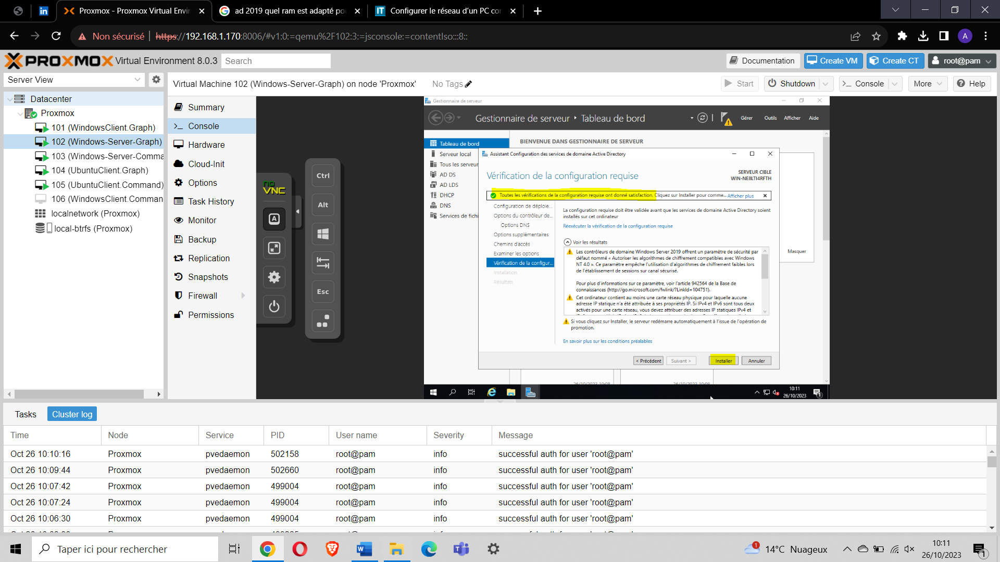 Proxmox - Proxmox Virtual Envir
ad 2019 quel ram est adapté po
Configurer le réseau d’un PC cor
Non sécurisé
https://192.168.1.170:8006/#v1:0:=qemu%2F102:3:=jsconsole:=contentIso:::8::
A
PROXMOX Virtual Environment 8.0.3
Search
Documentation
Create VM
Create CT
root@pam
Server View
Virtual Machine 102 (Windows-Server-Graph) on node 'Proxmox'
No Tags
Start
Shutdown
Console
More
Help
Datacenter
Proxmox
101 (WindowsClient.Graph)
102 (Windows-Server-Graph)
103 (Windows-Server-Comma
104 (UbuntuClient.Graph)
105 (UbuntuClient.Command)
106 (WindowsClient.Comman
localnetwork (Proxmox)
local-btrfs (Proxmox)
Summary
Console
Hardware
Cloud-Init
Options
Task History
Monitor
Backup
Replication
Snapshots
Firewall
Permissions
no
VNC
A
Ctrl
Alt
Esc
Gestionnaire de serveur
Gestionnaire de serveur ‣ Tableau de bord
Gérer
Outils
Afficher
Aide
Tableau de bord
Serveur local
Tous les serveur
AD DS
AD LDS
DHCP
DNS
Services de fichi
BIENVENUE DANS GESTIONNAIRE DE SERVEUR
Assistant Configuration des services de domaine Active Directory
Vérification de la configuration requise
SERVEUR CIBLE
WIN-NE8LTI4RFTH
Toutes les vérifications de la configuration requise ont donné satisfaction. Cliquez sur Installer pour comme...
Afficher plus
Configuration de déploie...
Options du contrôleur de...
Options DNS
Options supplémentaires
Chemins d'accès
Examiner les options
Vérification de la configur...
Installation
Résultats
La configuration requise doit être validée avant que les services de domaine Active Directory soient
installés sur cet ordinateur
Réexécuter la vérification de la configuration requise
Voir les résultats
Les contrôleurs de domaine Windows Server 2019 offrent un paramètre de sécurité par
défaut nommé « Autoriser les algorithmes de chiffrement compatibles avec Windows
NT 4.0 ». Ce paramètre empêche l’utilisation d’algorithmes de chiffrement faibles lors
de l’établissement de sessions sur canal sécurisé.
Pour plus d’informations sur ce paramètre, voir l’article 942564 de la Base de
connaissances (http://go.microsoft.com/fwlink/?LinkId=104751).
Cet ordinateur contient au moins une carte réseau physique pour laquelle aucune
adresse IP statique n’a été attribuée à ses propriétés IP. Si IPv4 et IPv6 sont tous deux
activés pour une carte réseau, vous devez attribuer des adresses IP statiques IPv4 et
Si vous cliquez sur Installer, le serveur redémarre automatiquement à l’issue de l’opération de
promotion.
En savoir plus sur les conditions préalables
< Précédent
Suivant >
Installer
Annuler
Masquer
26/10/2023 10:08
26/10/2023 10:08
10:11
26/10/2023
1
Tasks
Cluster log
Time Node Service PID User name Severity Message
Oct 26 10:10:16 Proxmox pvedaemon 502158 root@pam info successful auth for user 'root@pam'
Oct 26 10:09:44 Proxmox pvedaemon 502660 root@pam info successful auth for user 'root@pam'
Oct 26 10:07:42 Proxmox pvedaemon 499004 root@pam info successful auth for user 'root@pam'
Oct 26 10:07:24 Proxmox pvedaemon 499004 root@pam info successful auth for user 'root@pam'
Oct 26 10:06:30 Proxmox pvedaemon 499004 root@pam info successful auth for user 'root@pam'
Taper ici pour rechercher
1
14°C Nuageux
10:11
26/10/2023
1